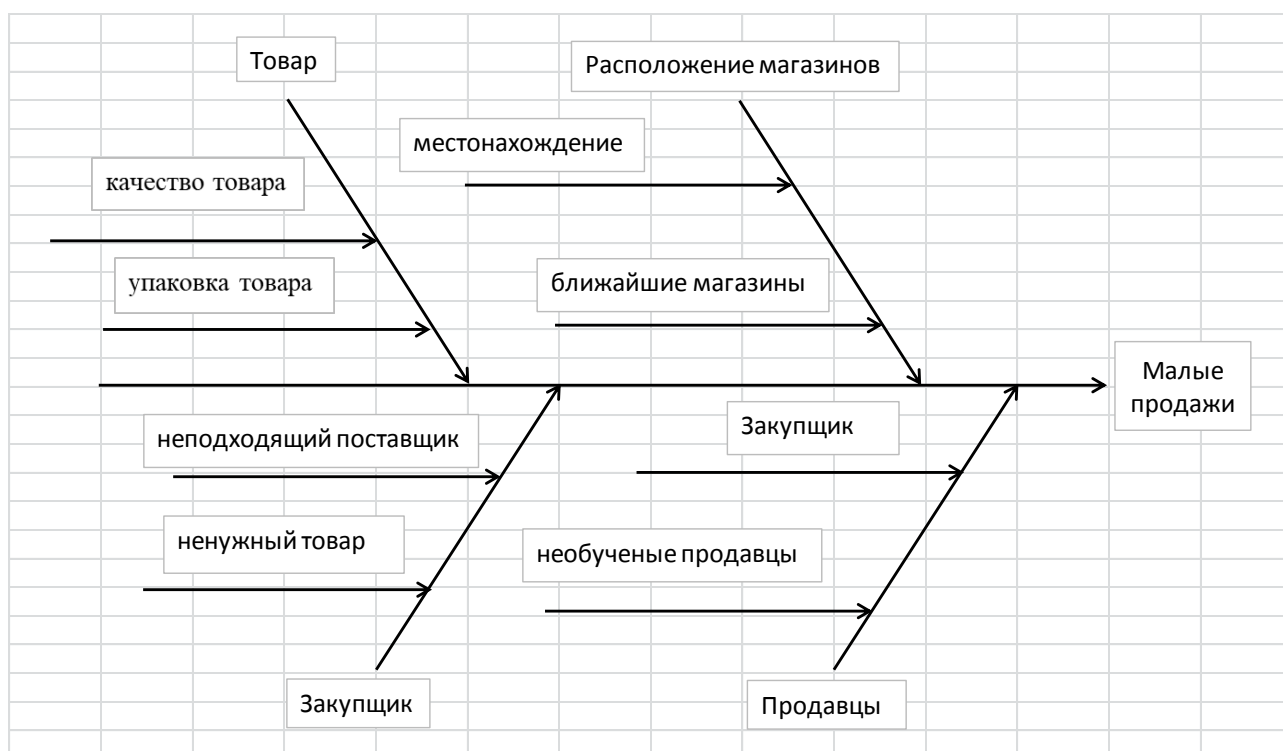 Товар
Расположение магазинов
местонахождение
качество товара
упаковка товара
ближайшие магазины
Малые
продажи
неподходящий поставщик
Закупщик
ненужный товар
необученые продавцы
Закупщик
Продавцы